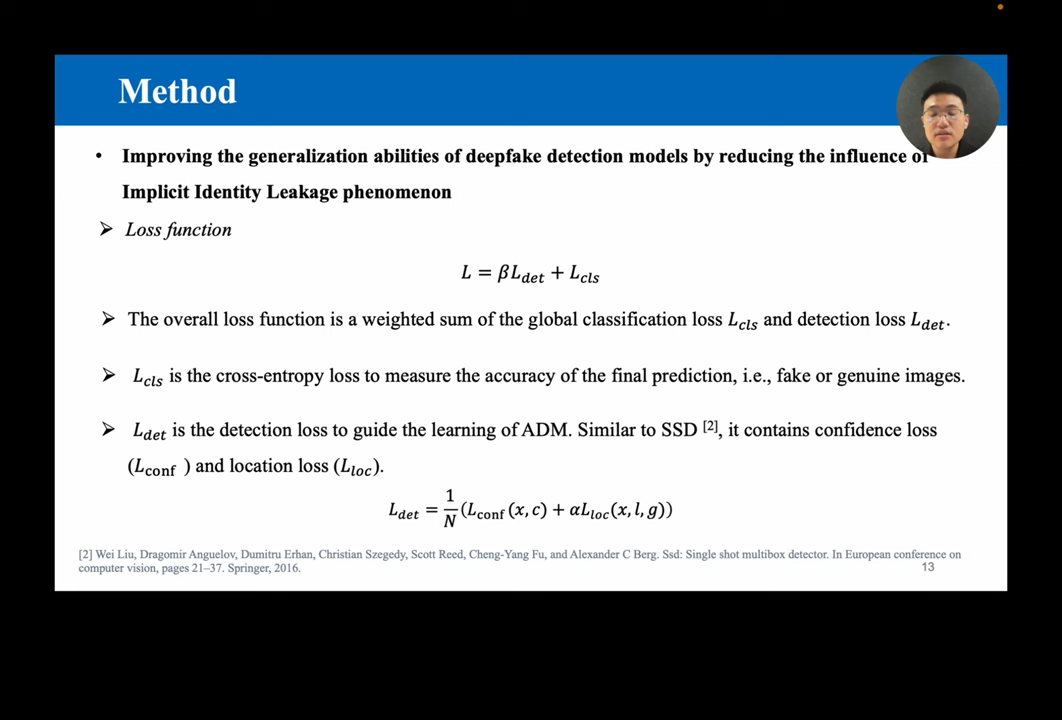 Method
• Improving the generalization abilities of deepfake detection models by reducing the influence of
Implicit Identity Leakage phenomenon
➢ Loss function
L = βL_det + L_cls
➢ The overall loss function is a weighted sum of the global classification loss L_cls and detection loss L_det.
➢ L_cls is the cross-entropy loss to measure the accuracy of the final prediction, i.e., fake or genuine images.
➢ L_det is the detection loss to guide the learning of ADM. Similar to SSD [2], it contains confidence loss
(L_conf ) and location loss (L_loc).
L_det = 1/N (L_conf (x, c) + αL_loc(x, l, g))
[2] Wei Liu, Dragomir Anguelov, Dumitru Erhan, Christian Szegedy, Scott Reed, Cheng-Yang Fu, and Alexander C Berg. Ssd: Single shot multibox detector. In European conference on
computer vision, pages 21–37. Springer, 2016.
13